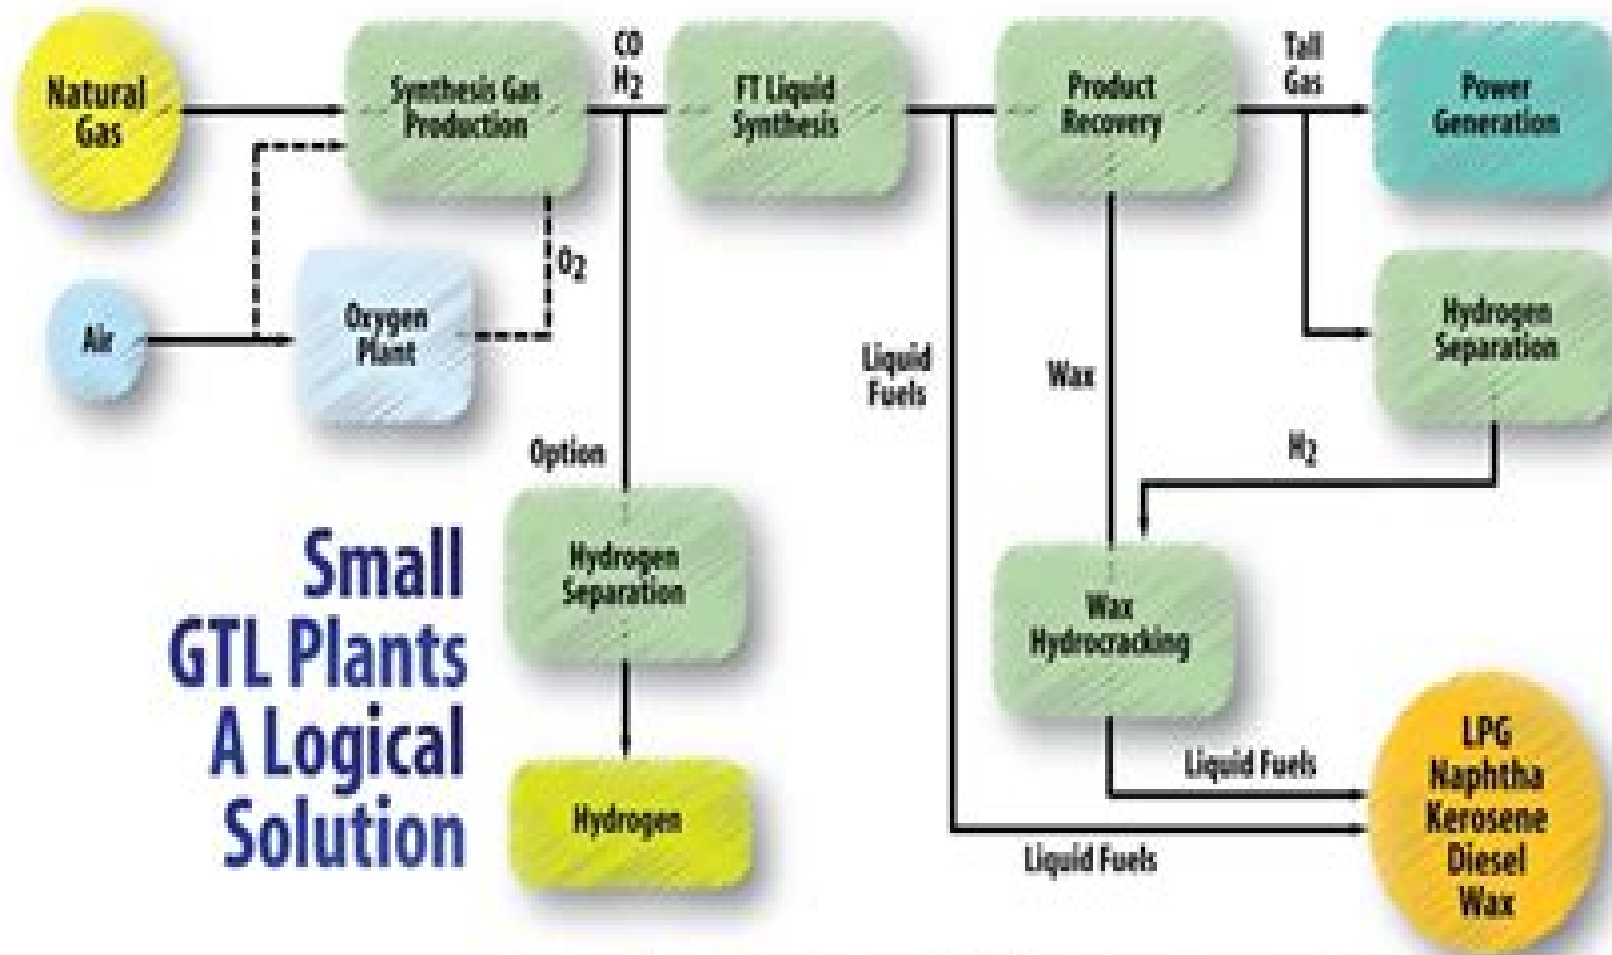 Natural
Gas
Synthesis Gas
Production
CO
H2
FT Liquid
Synthesis
Product
Recovery
Tail
Gas
Power
Generation
Air
Oxygen
Plant
O2
Hydrogen
Separation
Liquid
Fuels
Wax
H2
Option
Hydrogen
Separation
Wax
Hydrocracking
Small
GTL Plants
A Logical
Solution
Hydrogen
Liquid Fuels
Liquid Fuels
LPG
Naphtha
Kerosene
Diesel
Wax